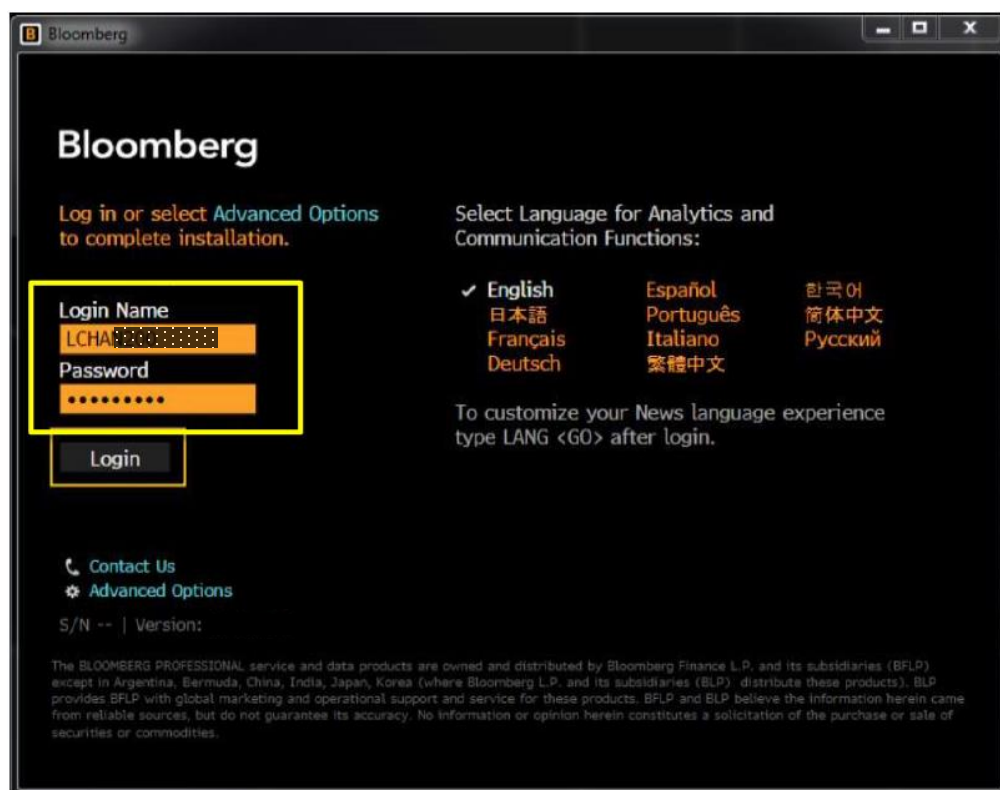 Bloomberg
Bloomberg
Log in or select Advanced Options
to complete installation.
Login Name
Password
•••••••••
Login
Contact Us
Advanced Options
S/N -- | Version:
Select Language for Analytics and
Communication Functions:
English Español 한국어
日本語 Português 简体中文
Français Italiano Русский
Deutsch 繁體中文
To customize your News language experience
type LANG <GO> after login.
The BLOOMBERG PROFESSIONAL service and data products are owned and distributed by Bloomberg Finance L.P. and its subsidiaries (BFLP)
except in Argentina, Bermuda, China, India, Japan, Korea (where Bloomberg L.P. and its subsidiaries (BLP) distribute these products). BLP
provides BFLP with global marketing and operational support and service for these products. BFLP and BLP believe the information herein came
from reliable sources, but do not guarantee its accuracy. No information or opinion herein constitutes a solicitation of the purchase or sale of
securities or commodities.